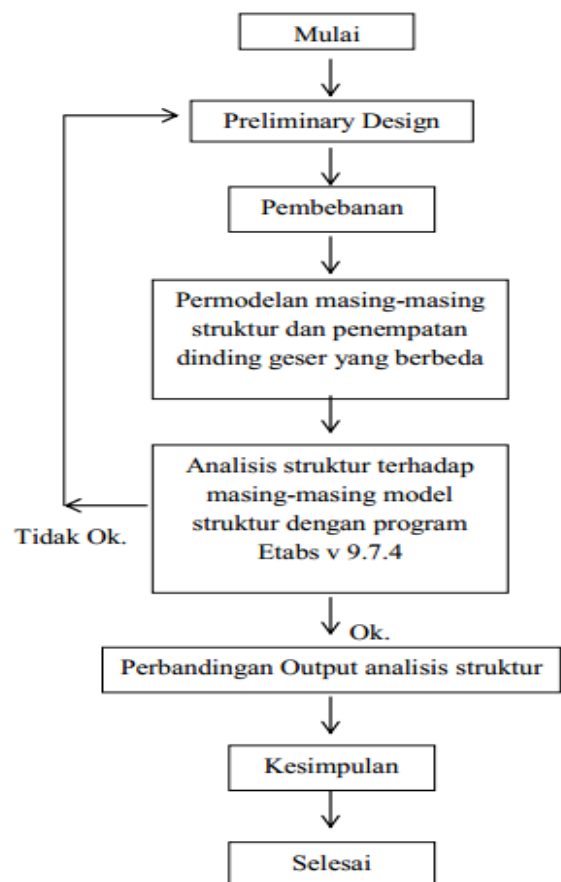 Mulai
Preliminary Design
Pembebanan
Permodelan masing-masing
struktur dan penempatan
dinding geser yang berbeda
Analisis struktur terhadap
masing-masing model
struktur dengan program
Etabs v 9.7.4
Tidak Ok.
Ok.
Perbandingan Output analisis struktur
Kesimpulan
Selesai